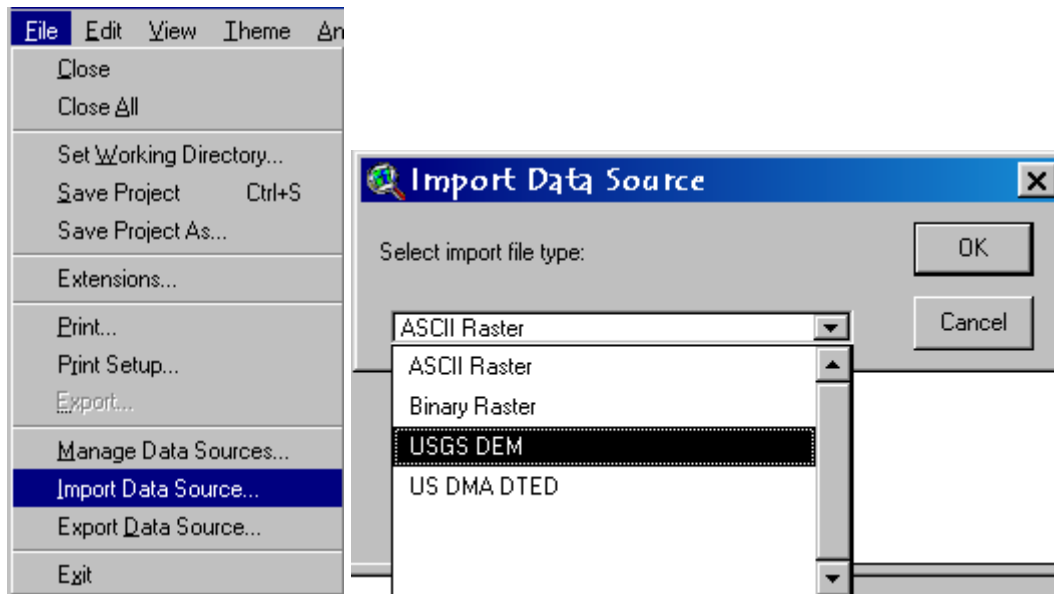 File Edit View Theme An
Close
Close All
Set Working Directory...
Save Project Ctrl+S
Save Project As...
Extensions...
Print...
Print Setup...
Export...
Manage Data Sources...
Import Data Source...
Export Data Source...
Exit
Import Data Source
Select import file type:
OK
Cancel
ASCII Raster
ASCII Raster
Binary Raster
USGS DEM
US DMA DTED